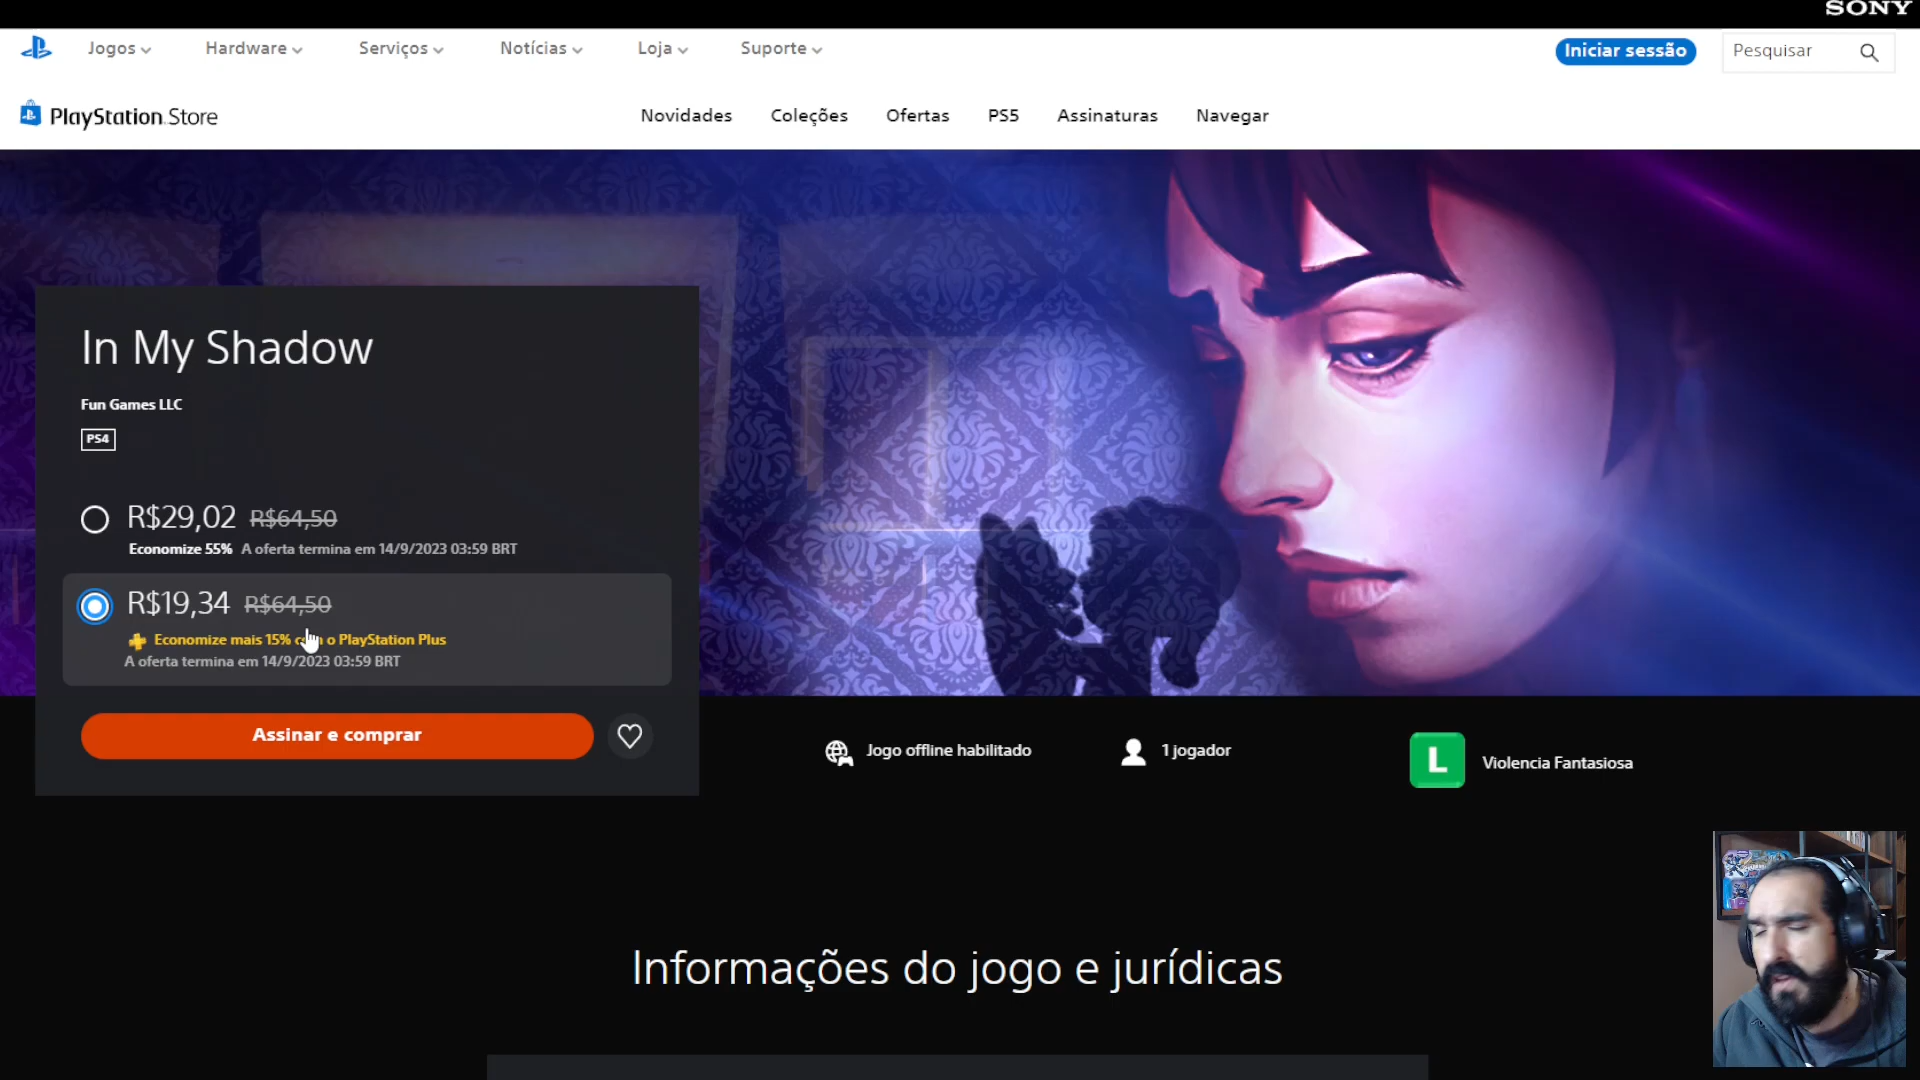 SONY
Jogos
Hardware
Serviços
Notícias
Loja
Suporte
Iniciar sessão
Pesquisar
PlayStation Store
Novidades
Coleções
Ofertas
PS5
Assinaturas
Navegar
In My Shadow
Fun Games LLC
PS4
R$29,02 R$64,50
Economize 55% A oferta termina em 14/9/2023 03:59 BRT
R$19,34 R$64,50
Economize mais 15% o PlayStation Plus
A oferta termina em 14/9/2023 03:59 BRT
Assinar e comprar
Jogo offline habilitado
1 jogador
L
Violencia Fantasiosa
Informações do jogo e jurídicas